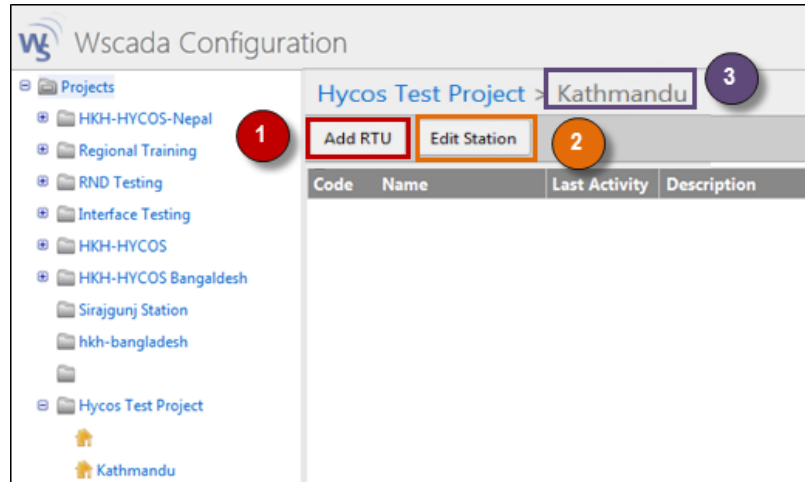 Ws Wscada Configuration
Projects
HKH-HYCOS-Nepal
Regional Training
RND Testing
Interface Testing
HKH-HYCOS
HKH-HYCOS Bangaldesh
Sirajgunj Station
hkh-bangladesh
Hycos Test Project
Kathmandu
Hycos Test Project > Kathmandu
3
1
Add RTU Edit Station
2
Code Name Last Activity Description